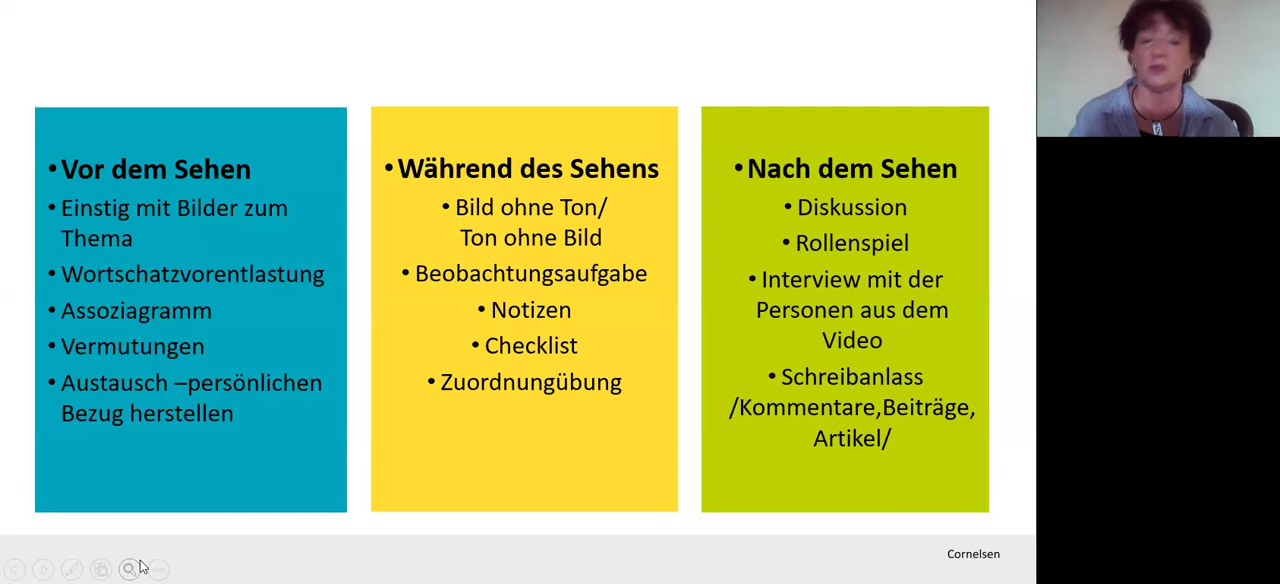 •Vor dem Sehen
• Einstig mit Bilder zum
Thema
• Wortschatzvorentlastung
• Assoziagramm
• Vermutungen
• Austausch –persönlichen
Bezug herstellen
•Während des Sehens
• Bild ohne Ton/
Ton ohne Bild
• Beobachtungsaufgabe
• Notizen
• Checklist
• Zuordnungübung
•Nach dem Sehen
• Diskussion
• Rollenspiel
• Interview mit der
Personen aus dem
Video
• Schreibanlass
/Kommentare,Beiträge,
Artikel/
Cornelsen